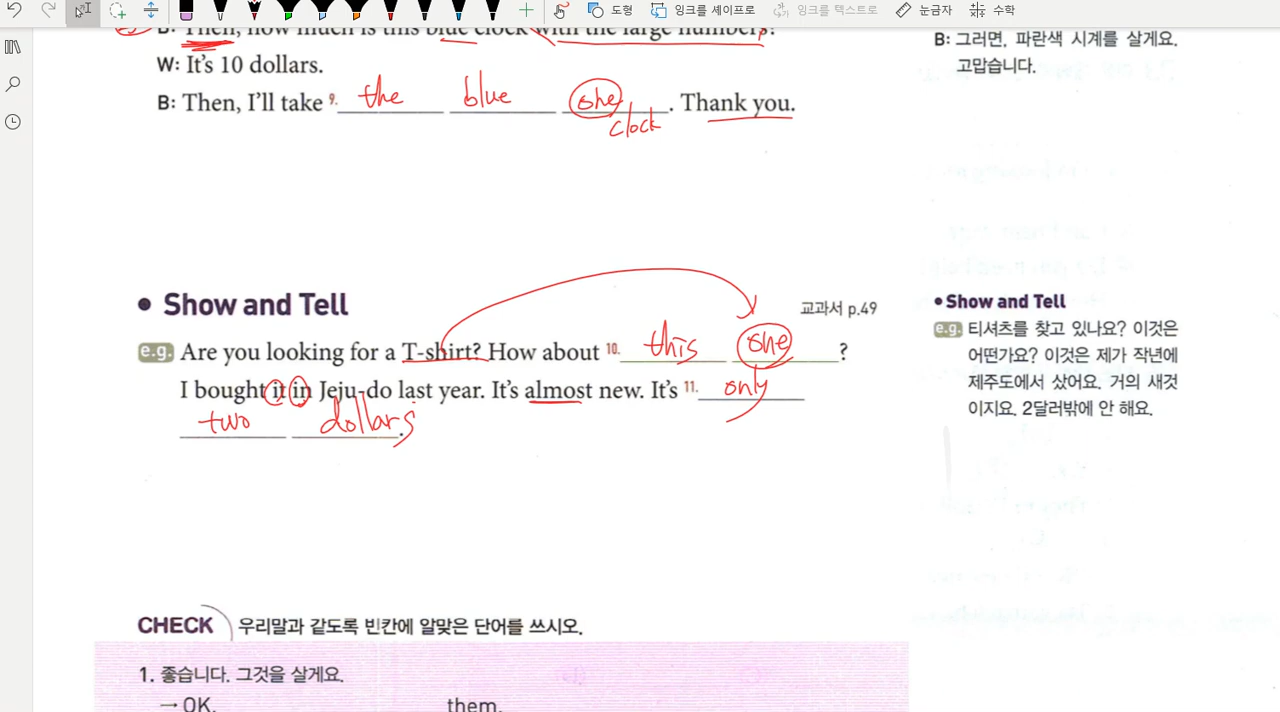 도형
잉크를 셰이프로
잉크를 텍스트로
눈금자
수학
B: Then, how much is this blue clock with the large numbers?
W: It's 10 dollars.
B: Then, I'll take 9. the blue she . Thank you.
clock
B: 그러면, 파란색 시계를 살게요.
고맙습니다.
• Show and Tell
교과서 p.49
e.g. Are you looking for a T-shirt? How about 10. this she ?
I bought it in Jeju-do last year. It's almost new. It's 11. only
two dollars.
• Show and Tell
e.g. 티셔츠를 찾고 있나요? 이것은
어떤가요? 이것은 제가 작년에
제주도에서 샀어요. 거의 새것
이지요. 2달러밖에 안 해요.
CHECK 우리말과 같도록 빈칸에 알맞은 단어를 쓰시오.
1. 좋습니다. 그것을 살게요.
→ OK. them.